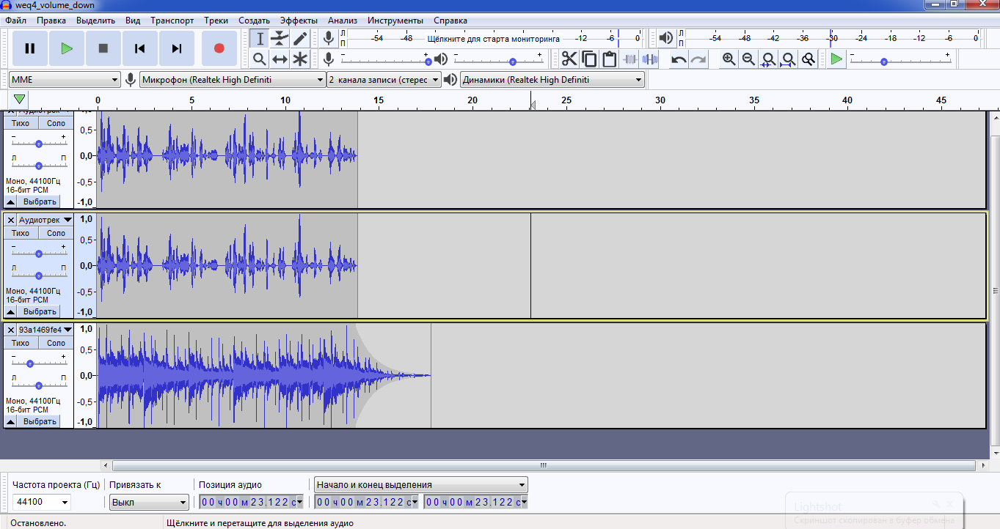 weq4_volume_down
Файл Правка Выделить Вид Транспорт Треки Создать Эффекты Анализ Инструменты Справка
Л П -54 -48 Щёлкните для старта мониторинга -12 -6 0 Л П -54 -48 -42 -36 -30 -24 -18 -12 -6 0
- + - + - +
MME Микрофон (Realtek High Definiti 2 канала записи (стерес Динамики (Realtek High Definiti
0 5 10 15 20 25 30 35 40 45
Тихо Соло 0,5
- +
Л П 0,0
Моно, 44100Гц -0,5
16-бит PCM
Выбрать -1,0
Аудиотрек 1,0
Тихо Соло 0,5
- +
Л П 0,0
Моно, 44100Гц -0,5
16-бит PCM
Выбрать -1,0
93a1469fe4 1,0
Тихо Соло 0,5
- +
Л П 0,0
Моно, 44100Гц -0,5
16-бит PCM
Выбрать -1,0
Частота проекта (Гц) Привязать к Позиция аудио Начало и конец выделения
44100 Выкл 00 ч 00 м 23.122 с 00 ч 00 м 23.122 с 00 ч 00 м 23.122 с
Lightshot
Скриншот скопирован в буфер обмена
Остановлено. Щёлкните и перетащите для выделения аудио